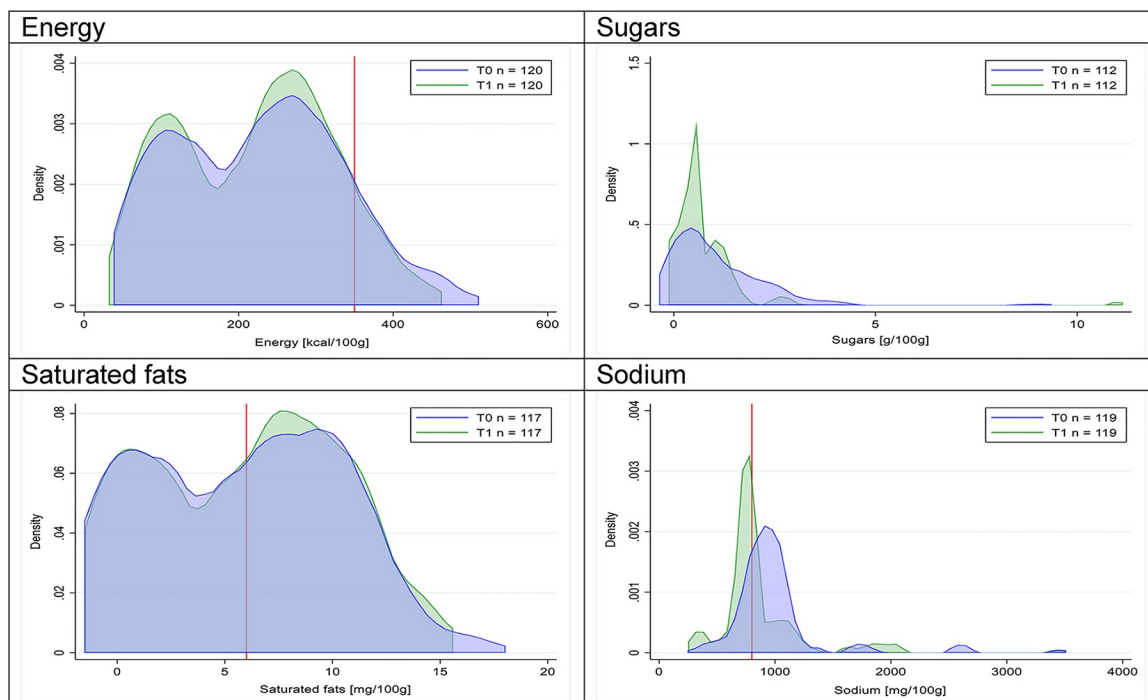 Energy
Sugars
.004
.003
.002
.001
0
Density
T0 n = 120
T1 n = 120
0 200 400 600
Energy [kcal/100g]
1.5
1
.5
0
Density
T0 n = 112
T1 n = 112
0 5 10
Sugars [g/100g]
Saturated fats
Sodium
.08
.06
.04
.02
0
Density
T0 n = 117
T1 n = 117
0 5 10 15 20
Saturated fats [mg/100g]
.004
.003
.002
.001
0
Density
T0 n = 119
T1 n = 119
0 1000 2000 3000 4000
Sodium [mg/100g]